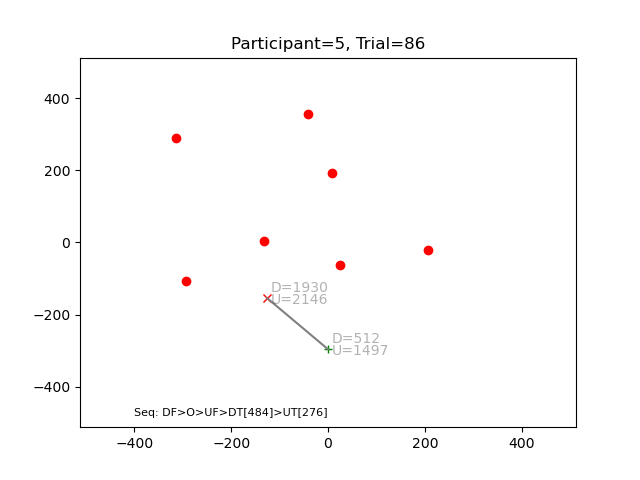 Participant=5, Trial=86
400
200
0
−200
−400
D=1930
U=2146
D=512
U=1497
Seq: DF>O>UF>DT[484]>UT[276]
−400 −200 0 200 400